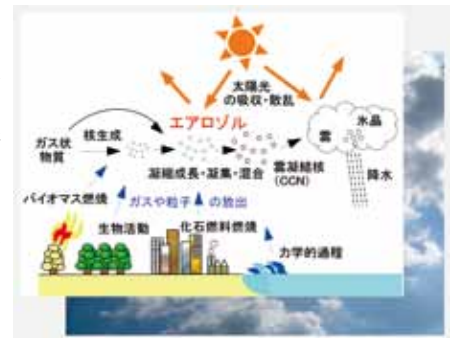 太陽光
の吸収・散乱
エアロゾル
氷晶
雲
ガス状
物質
核生成
凝縮成長・凝集・混合
雲凝結核
(CCN)
降水
バイオマス燃焼
ガスや粒子 の放出
生物活動
化石燃料燃焼
力学的過程